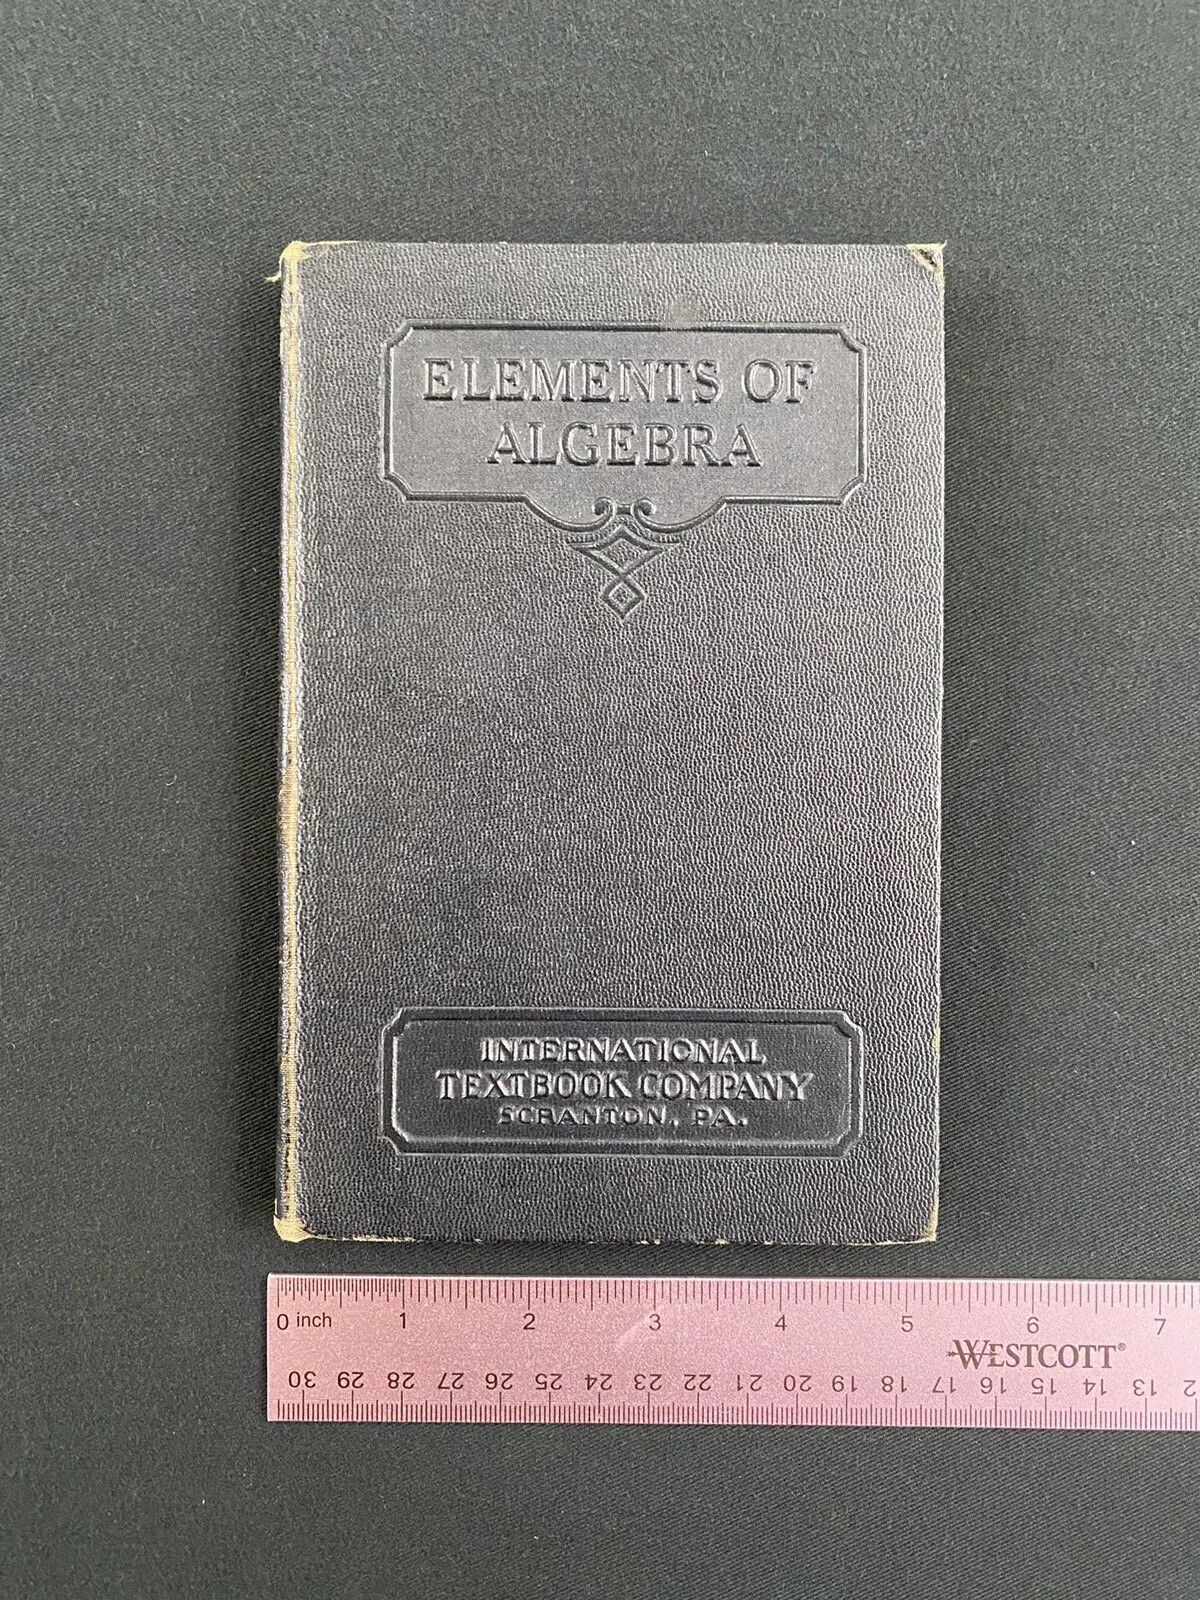 ELEMENTS OF
ALGEBRA
INTERNATIONAL
TEXTBOOK COMPANY
SCRANTON, PA.
0 inch 1 2 3 4 5 6 7
WESTCOTT®
30 29 28 27 26 25 24 23 22 21 20 19 18 17 16 15 14 13 2